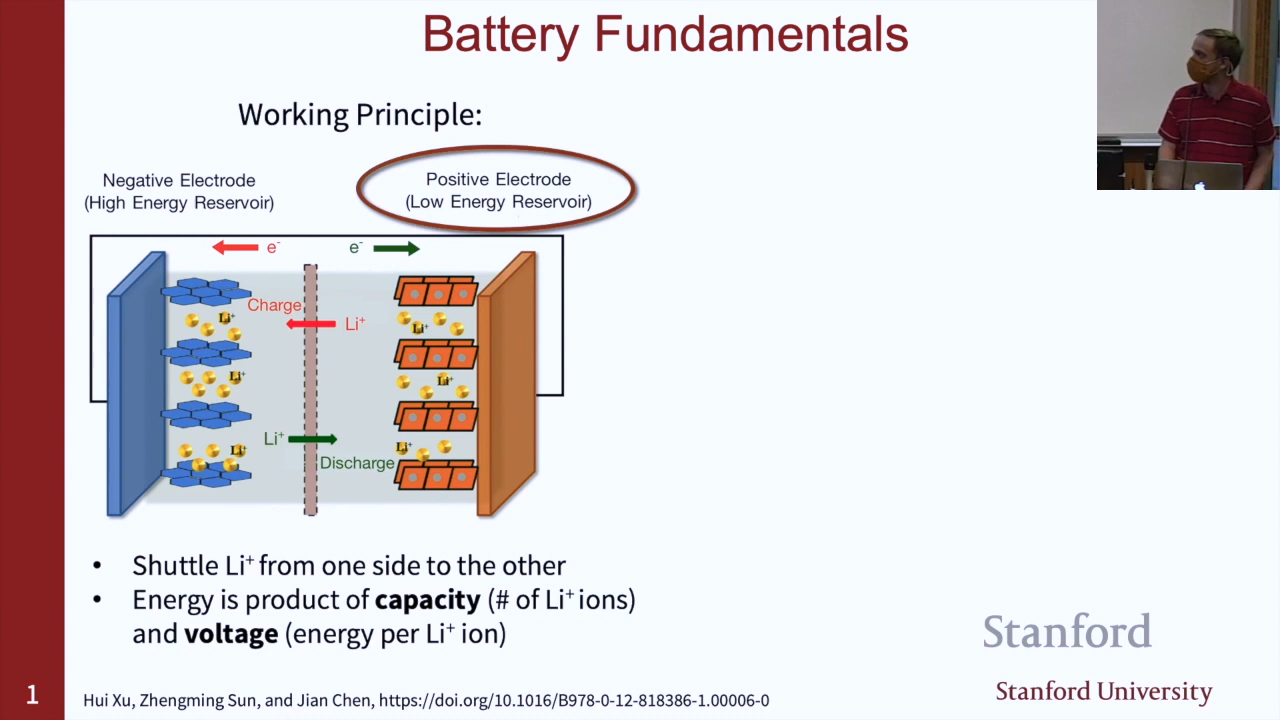 Battery Fundamentals
Working Principle:
Negative Electrode
(High Energy Reservoir)
Positive Electrode
(Low Energy Reservoir)
e⁻
e⁻
Charge
Li⁺
Li⁺
Li⁺
Li⁺
Li⁺
Li⁺
Li⁺
Li⁺
Li⁺
Discharge
• Shuttle Li⁺ from one side to the other
• Energy is product of capacity (# of Li⁺ ions)
and voltage (energy per Li⁺ ion)
Stanford
Stanford University
1
Hui Xu, Zhengming Sun, and Jian Chen, https://doi.org/10.1016/B978-0-12-818386-1.00006-0